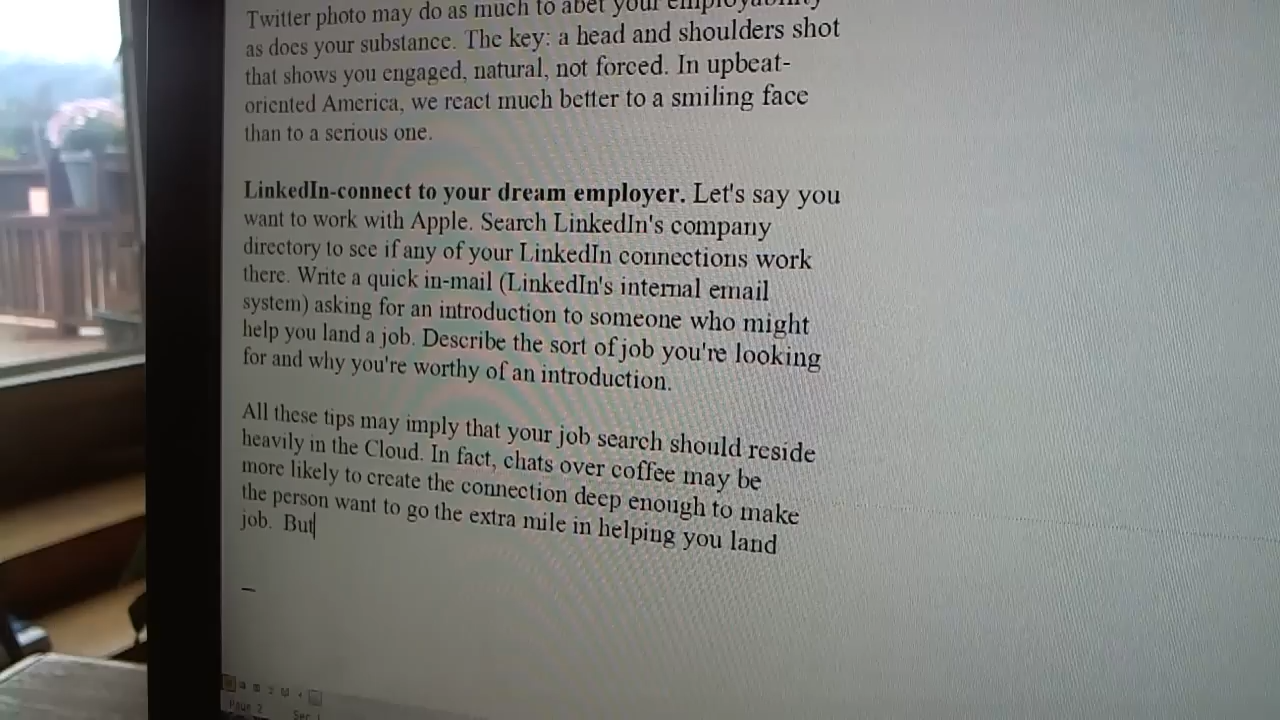 Twitter photo may do as much to abet your employability
as does your substance. The key: a head and shoulders shot
that shows you engaged, natural, not forced. In upbeat-
oriented America, we react much better to a smiling face
than to a serious one.
LinkedIn-connect to your dream employer. Let's say you
want to work with Apple. Search LinkedIn's company
directory to see if any of your LinkedIn connections work
there. Write a quick in-mail (LinkedIn's internal email
system) asking for an introduction to someone who might
help you land a job. Describe the sort of job you're looking
for and why you're worthy of an introduction.
All these tips may imply that your job search should reside
heavily in the Cloud. In fact, chats over coffee may be
more likely to create the connection deep enough to make
the person want to go the extra mile in helping you land
job.  But
Page 2 Sec